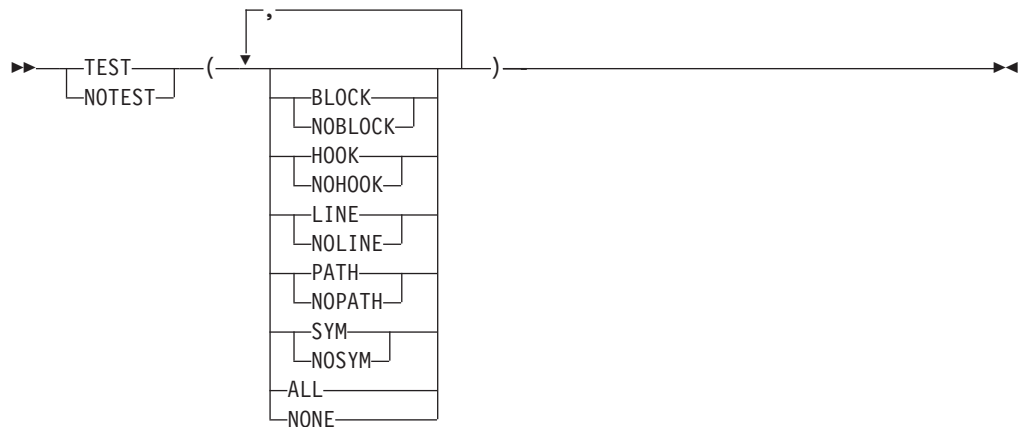 ,
TEST
(
)
NOTEST
BLOCK
NOBLOCK
HOOK
NOHOOK
LINE
NOLINE
PATH
NOPATH
SYM
NOSYM
ALL
NONE